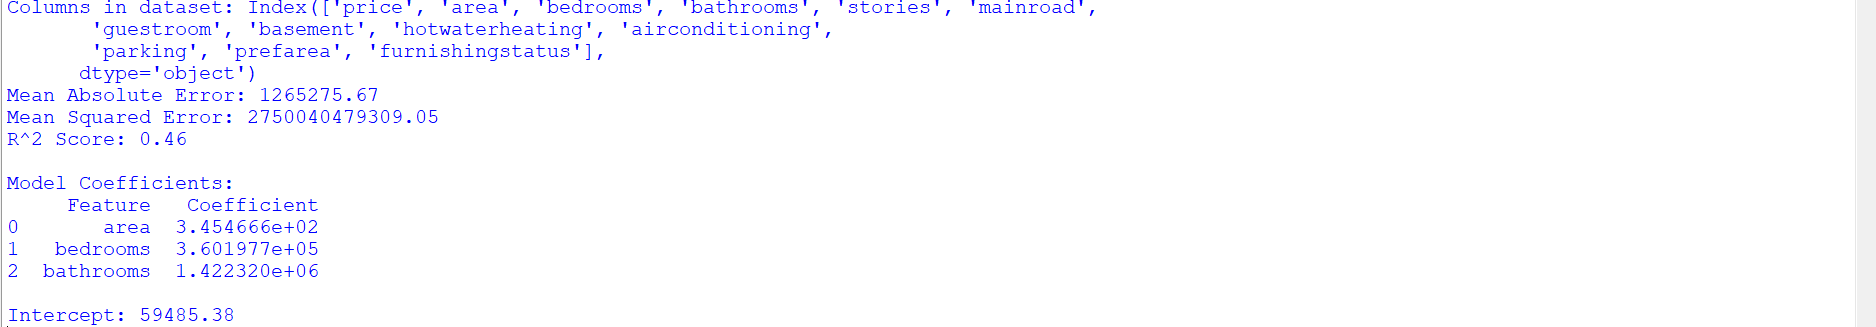 Columns in dataset: Index(['price', 'area', 'bedrooms', 'bathrooms', 'stories', 'mainroad',
       'guestroom', 'basement', 'hotwaterheating', 'airconditioning',
       'parking', 'prefarea', 'furnishingstatus'],
      dtype='object')
Mean Absolute Error: 1265275.67
Mean Squared Error: 2750040479309.05
R^2 Score: 0.46

Model Coefficients:
     Feature   Coefficient
0       area  3.454666e+02
1   bedrooms  3.601977e+05
2  bathrooms  1.422320e+06

Intercept: 59485.38